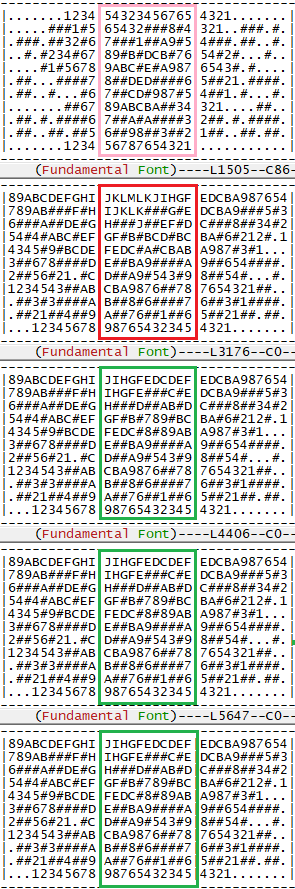 -----------------------------------
|.......1234 54323456765 4321.......|
|.....###1#5 65432###8#4 321..###.#.|
|.###.##32#6 7###1##A9#5 4###.##..#.|
|..#.#234#67 89#B#DCB#76 54#2#...#..|
|....#1#5678 9ABC#E#A987 6543#.#....|
|.##...####7 8##DED####6 5##21.####.|
|..##..#...#6 7##CD#987#5 44##1.#...#.|
|........##67 89ABCBA##34 321....##..|
|.##.#.####6 7##A#A####3 2##.#.####.|
|..##..##.##5 6##98##3##2 1##..##.##.|
|.......1234 56787654321 .......|
-----------------------------------
(Fundamental Font)----L1505--C86-
-----------------------------------
|89ABCDEFGHI JKLMLKJIHGF EDCBA987654|
|789AB###F#H IJKLK###G#E DCBA9###5#3|
|6###A##DE#G H###J##EF#D C###8##34#2|
|54#4#ABC#EF GF#B#BCD#BC BA#6#212#.1|
|4345#9#BCDE FEDC#A#CBAB A987#3#1...|
|3##678####D E##BA9####A 9##654####.|
|2##56#21.#C D##A9#543#9 8##54#...#.|
|1234543##AB CBA9876##78 7654321##..|
|.##3#3####A B##8#6####7 6##3#1####.|
|.##21##4##9 A##76##1##6 5##21##.##.|
|...12345678 98765432345 4321.......|
-----------------------------------
(Fundamental Font)----L3176--C0--
-----------------------------------
|89ABCDEFGHI JIHGFEDCDEF EDCBA987654|
|789AB###F#H IHGFE###C#E DCBA9###5#3|
|6###A##DE#G H###D##AB#D C###8##34#2|
|54#4#ABC#EF GF#B#789#BC BA#6#212#.1|
|4345#9#BCDE FEDC#8#89AB A987#3#1...|
|3##678####D E##BA9####A 9##654####.|
|2##56#21.#C D##A9#543#9 8##54#...#.|
|1234543##AB CBA9876##78 7654321##..|
|.##3#3####A B##8#6####7 6##3#1####.|
|.##21##4##9 A##76##1##6 5##21##.##.|
|...12345678 98765432345 4321.......|
-----------------------------------
(Fundamental Font)----L4406--C0--
-----------------------------------
|89ABCDEFGHI JIHGFEDCDEF EDCBA987654|
|789AB###F#H IHGFE###C#E DCBA9###5#3|
|6###A##DE#G H###D##AB#D C###8##34#2|
|54#4#ABC#EF GF#B#789#BC BA#6#212#.1|
|4345#9#BCDE FEDC#8#89AB A987#3#1...|
|3##678####D E##BA9####A 9##654####.|
|2##56#21.#C D##A9#543#9 8##54#...#.|
|1234543##AB CBA9876##78 7654321##..|
|.##3#3####A B##8#6####7 6##3#1####.|
|.##21##4##9 A##76##1##6 5##21##.##.|
|...12345678 98765432345 4321.......|
-----------------------------------
(Fundamental Font)----L5647--C0--
-----------------------------------
|89ABCDEFGHI JIHGFEDCDEF EDCBA987654|
|789AB###F#H IHGFE###C#E DCBA9###5#3|
|6###A##DE#G H###D##AB#D C###8##34#2|
|54#4#ABC#EF GF#B#789#BC BA#6#212#.1|
|4345#9#BCDE FEDC#8#89AB A987#3#1...|
|3##678####D E##BA9####A 9##654####.|
|2##56#21.#C D##A9#543#9 8##54#...#.|
|1234543##AB CBA9876##78 7654321##..|
|.##3#3####A B##8#6####7 6##3#1####.|
|.##21##4##9 A##76##1##6 5##21##.##.|
|...12345678 98765432345 4321.......|
-----------------------------------